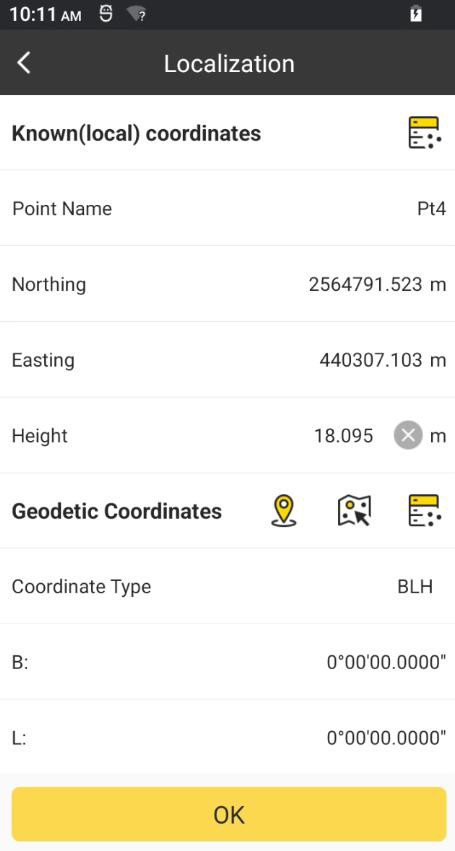 10:11 AM
Localization
Known(local) coordinates
Point Name Pt4
Northing 2564791.523 m
Easting 440307.103 m
Height 18.095 m
Geodetic Coordinates
Coordinate Type BLH
B: 0°00'00.0000"
L: 0°00'00.0000"
OK